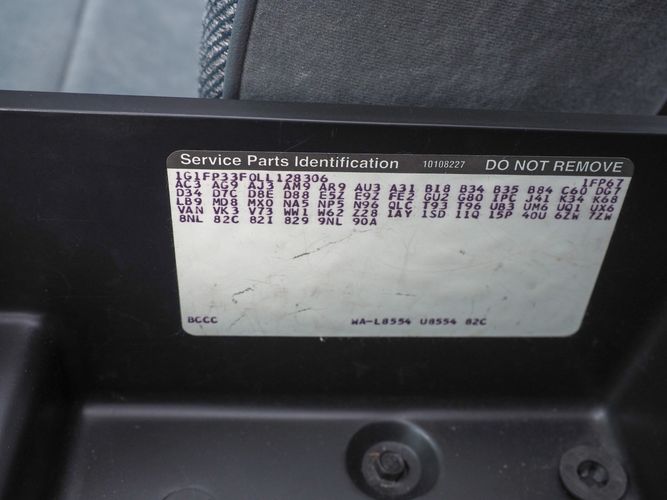 Service Parts Identification 10108227 DO NOT REMOVE
1G1FP33F0LL128306 1FP67
AC3 AG9 AJ3 AM9 AR9 AU3 A31 B18 B34 B35 B84 C60 DG7
D34 D7C D8E D88 E5Z E9Z FE2 GU2 G80 IPC J41 K34 K68
LB9 MD8 MX0 NA5 NP5 N96 QLC T93 T96 U83 UM6 UQ1 UX6
VAN VK3 V73 WW1 W62 Z28 1AY 1SD 11Q 15P 40U 6ZW 7ZW
8NL 82C 82I 829 9NL 90A
BCCC WA-L8554 U8554 82C